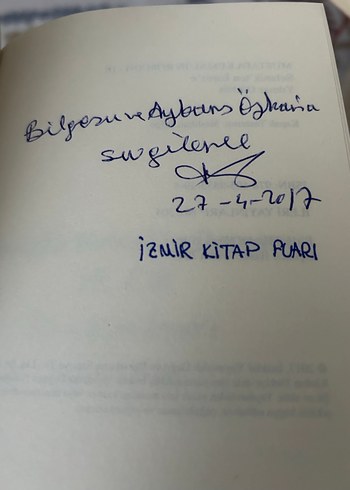 Bilgesu ve Aybars Özkan'a
sevgilerle
27-4-2017
İZMİR KİTAP FUARI